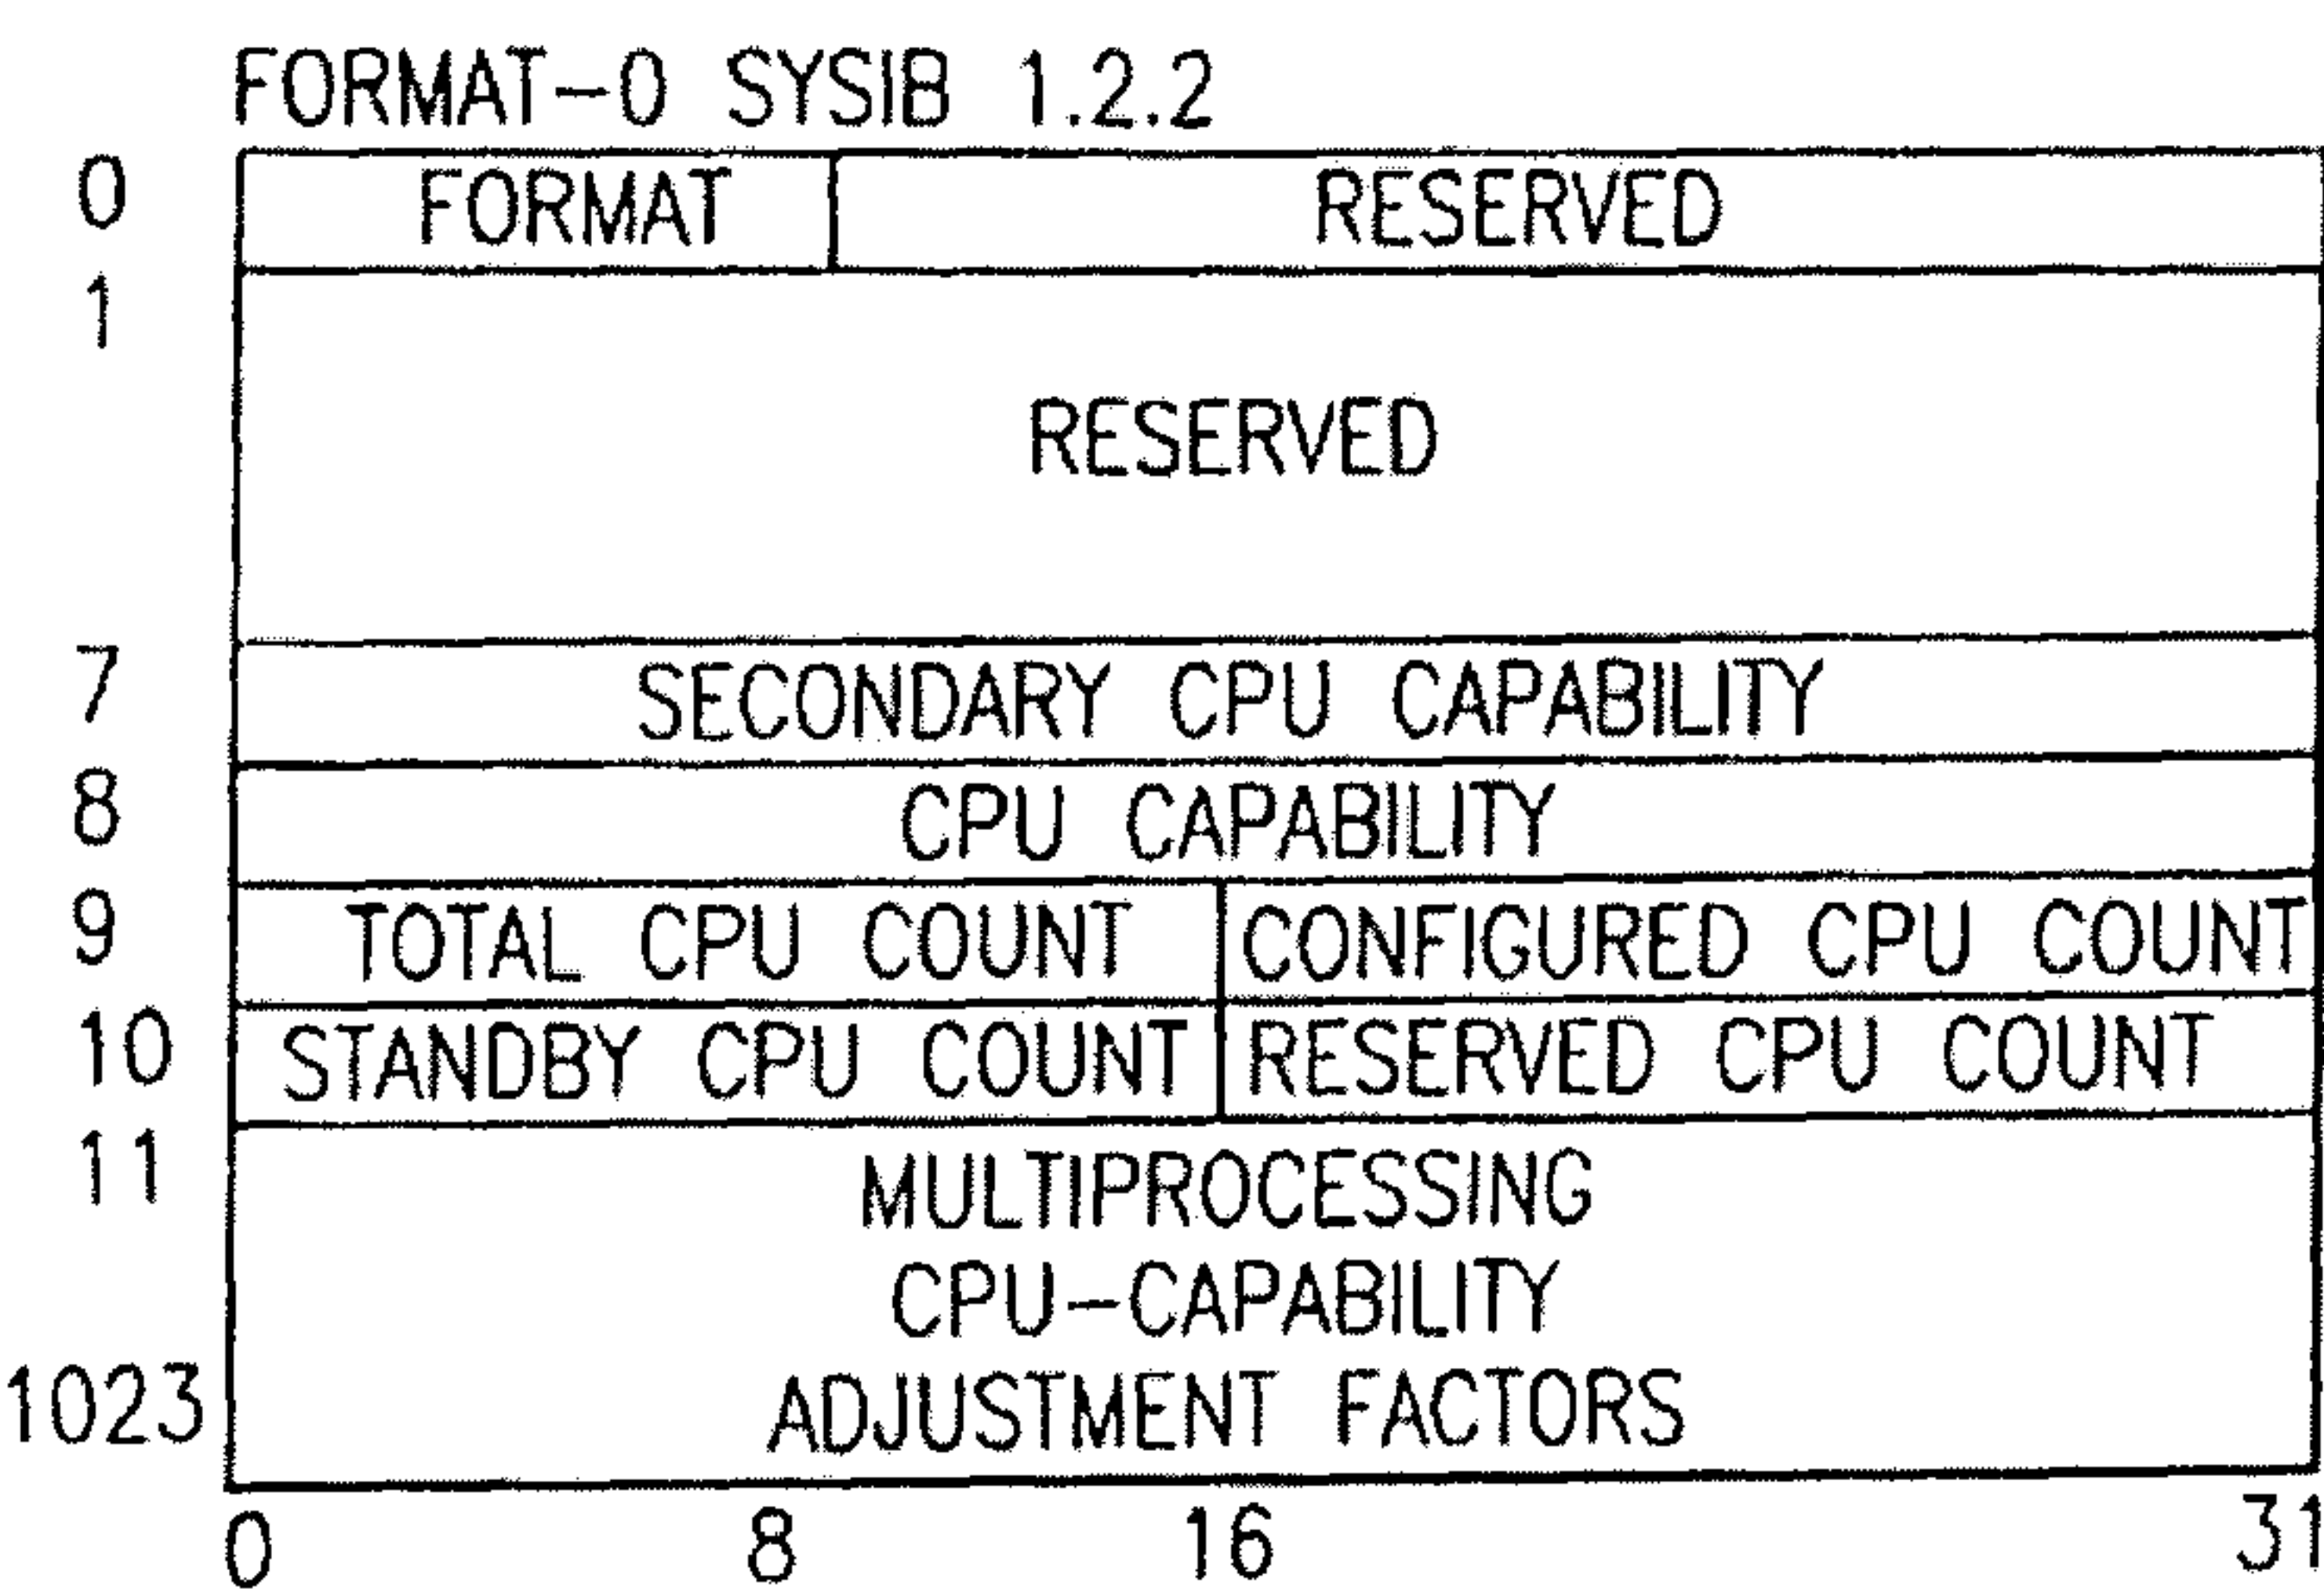 FORMAT-0 SYSIB 1.2.2
0 FORMAT RESERVED
1
RESERVED
7 SECONDARY CPU CAPABILITY
8 CPU CAPABILITY
9 TOTAL CPU COUNT CONFIGURED CPU COUNT
10 STANDBY CPU COUNT RESERVED CPU COUNT
11 MULTIPROCESSING
CPU-CAPABILITY
1023 ADJUSTMENT FACTORS
0 8 16 31